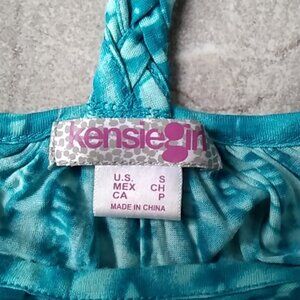 kensiegirl
U.S. S
MEX CH
CA P
MADE IN CHINA